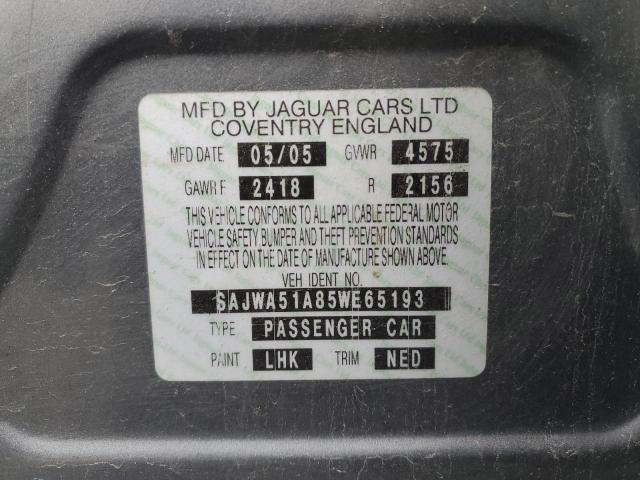 MFD BY JAGUAR CARS LTD
COVENTRY ENGLAND
MFD DATE 05/05 GVWR 4575
GAWR F 2418 R 2156
THIS VEHICLE CONFORMS TO ALL APPLICABLE FEDERAL MOTOR
VEHICLE SAFETY, BUMPER AND THEFT PREVENTION STANDARDS
IN EFFECT ON THE DATE OF MANUFACTURE SHOWN ABOVE.
VEH IDENT NO.
SAJWA51A85WE65193
TYPE PASSENGER CAR
PAINT LHK TRIM NED